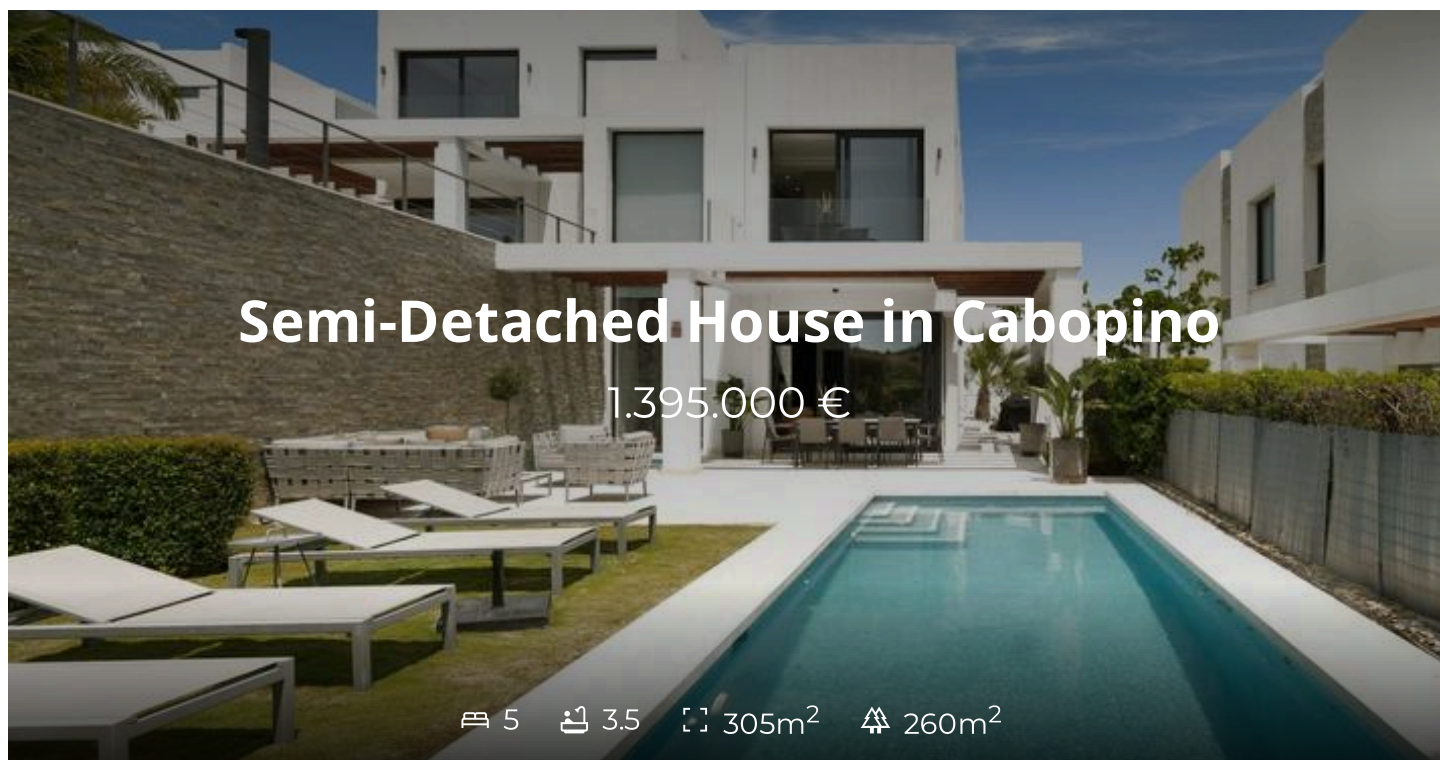 Semi-Detached House in Cabopino
1.395.000 €
5 3.5 305m² 260m²